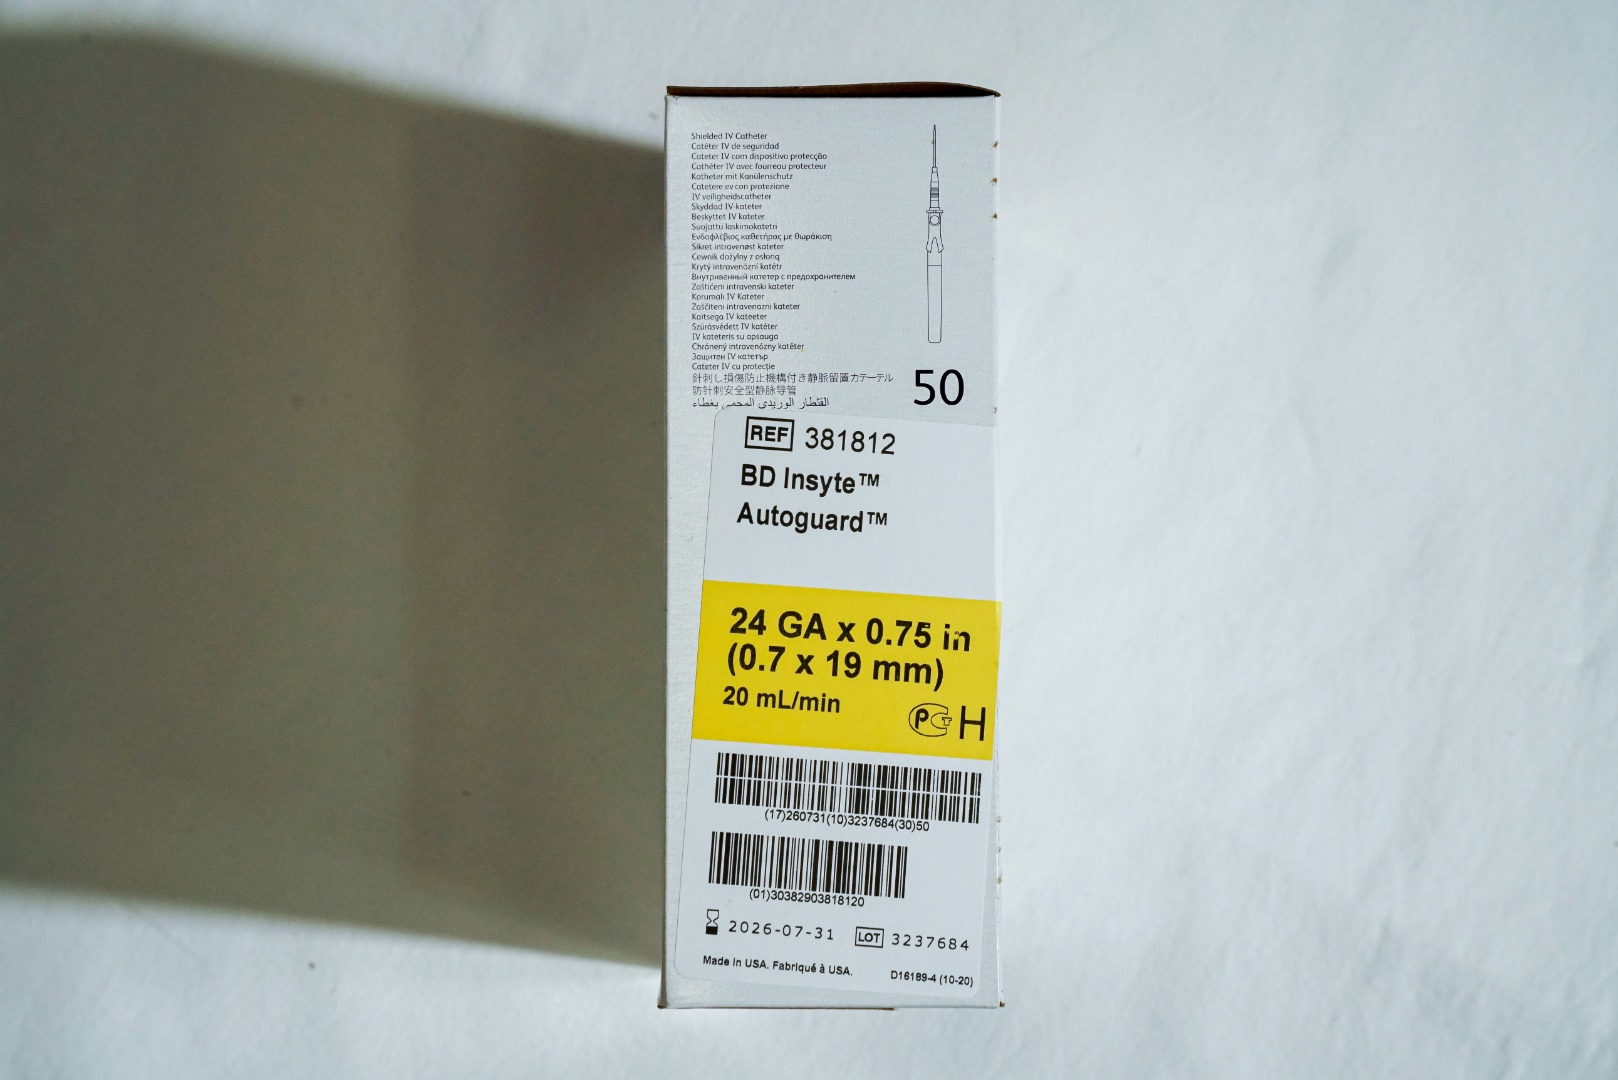 Shielded IV Catheter
Catéter IV de seguridad
Cateter IV com dispositivo protecção
Cathéter IV avec fourreau protecteur
Katheter mit Kanülenschutz
Catetere ev con protezione
IV veiligheidscatheter
Skyddad IV-kateter
Beskyttet IV kateter
Suojattu laskimokatetri
Ενδοφλέβιος καθετήρας με θωράκιση
Sikret intravenøst kateter
Cewnik dożylny z osłoną
Krytý intravenózní katétr
Внутривенный катетер с предохранителем
Zaštićeni intravenski kateter
Korumalı IV Kateter
Zaščiteni intravenozni kateter
Kaitsega IV kateeter
Szúrásvédett IV katéter
IV kateteris su apsauga
Chránený intravenózny katéter
Защитен IV катетър
Cateter IV cu protecție
針刺し損傷防止機構付き静脈留置カテーテル
防针刺安全型静脉导管
القثطار الوريدي المحمي بغطاء
50
REF 381812
BD Insyte™
Autoguard™
24 GA x 0.75 in
(0.7 x 19 mm)
20 mL/min
PCT H
(17)260731(10)3237684(30)50
(01)30382903818120
2026-07-31 LOT 3237684
Made in USA. Fabriqué à USA. D16189-4 (10-20)